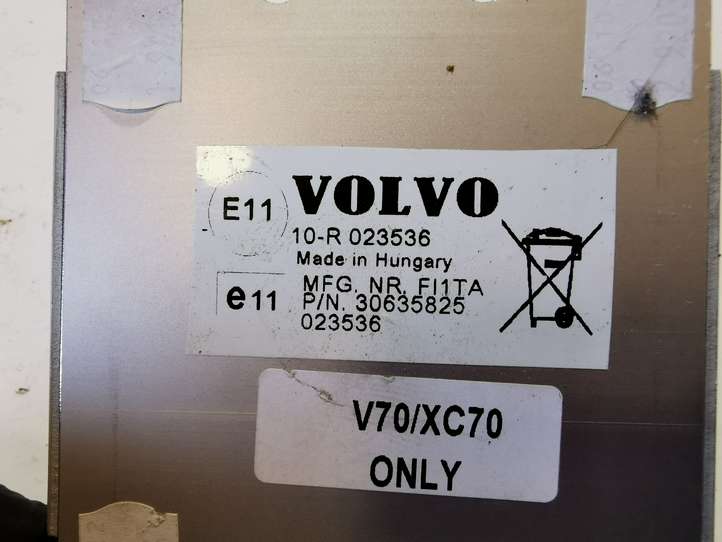 E11
VOLVO
10-R 023536
Made in Hungary
MFG. NR. FI1TA
e11
P/N. 30635825
023536
V70/XC70
ONLY